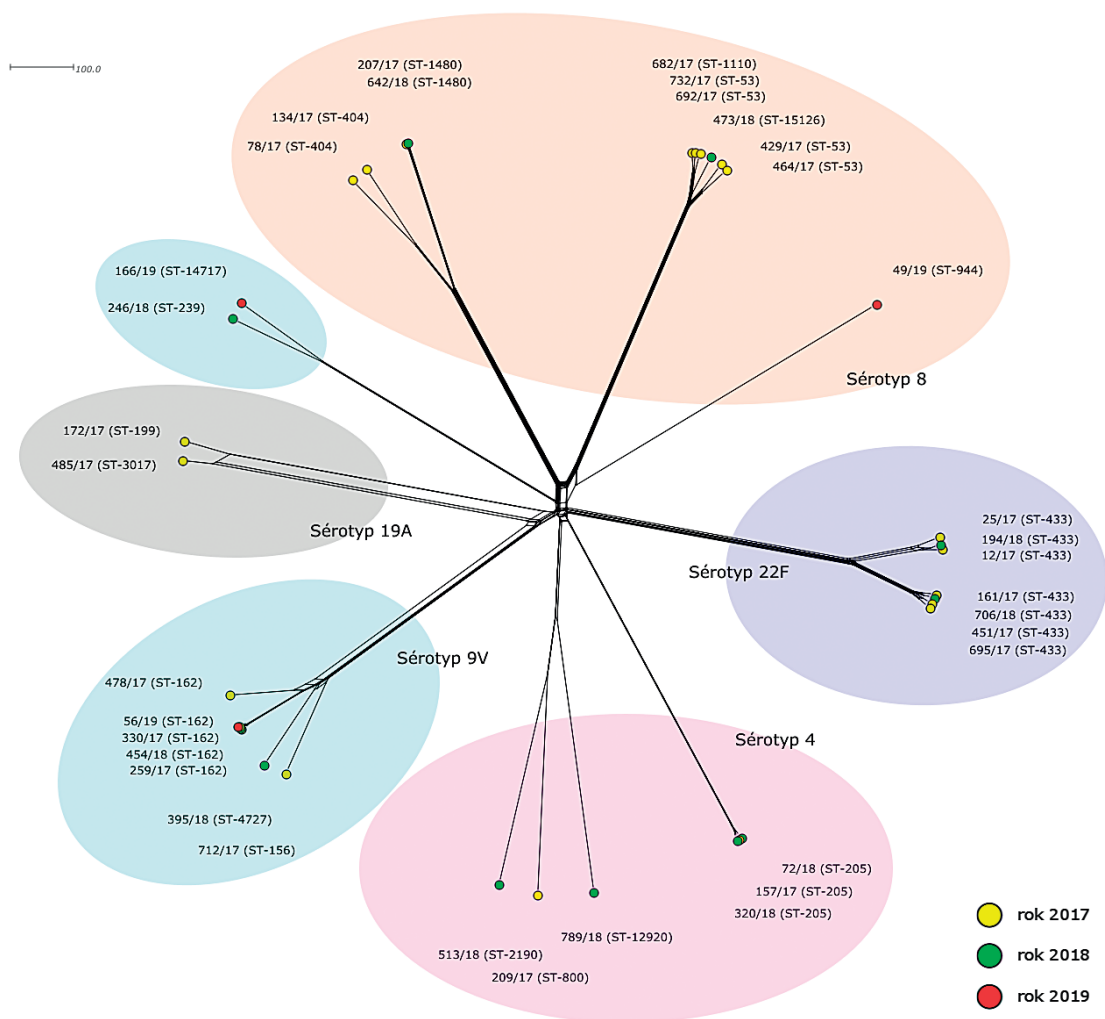 100.0
207/17 (ST-1480)
642/18 (ST-1480)
134/17 (ST-404)
78/17 (ST-404)
682/17 (ST-1110)
732/17 (ST-53)
692/17 (ST-53)
473/18 (ST-15126)
429/17 (ST-53)
464/17 (ST-53)
49/19 (ST-944)
Sérotyp 8
166/19 (ST-14717)
246/18 (ST-239)
172/17 (ST-199)
485/17 (ST-3017)
Sérotyp 19A
25/17 (ST-433)
194/18 (ST-433)
12/17 (ST-433)
Sérotyp 22F
161/17 (ST-433)
706/18 (ST-433)
451/17 (ST-433)
695/17 (ST-433)
Sérotyp 9V
478/17 (ST-162)
56/19 (ST-162)
330/17 (ST-162)
454/18 (ST-162)
259/17 (ST-162)
395/18 (ST-4727)
712/17 (ST-156)
Sérotyp 4
72/18 (ST-205)
157/17 (ST-205)
320/18 (ST-205)
789/18 (ST-12920)
513/18 (ST-2190)
209/17 (ST-800)
rok 2017
rok 2018
rok 2019